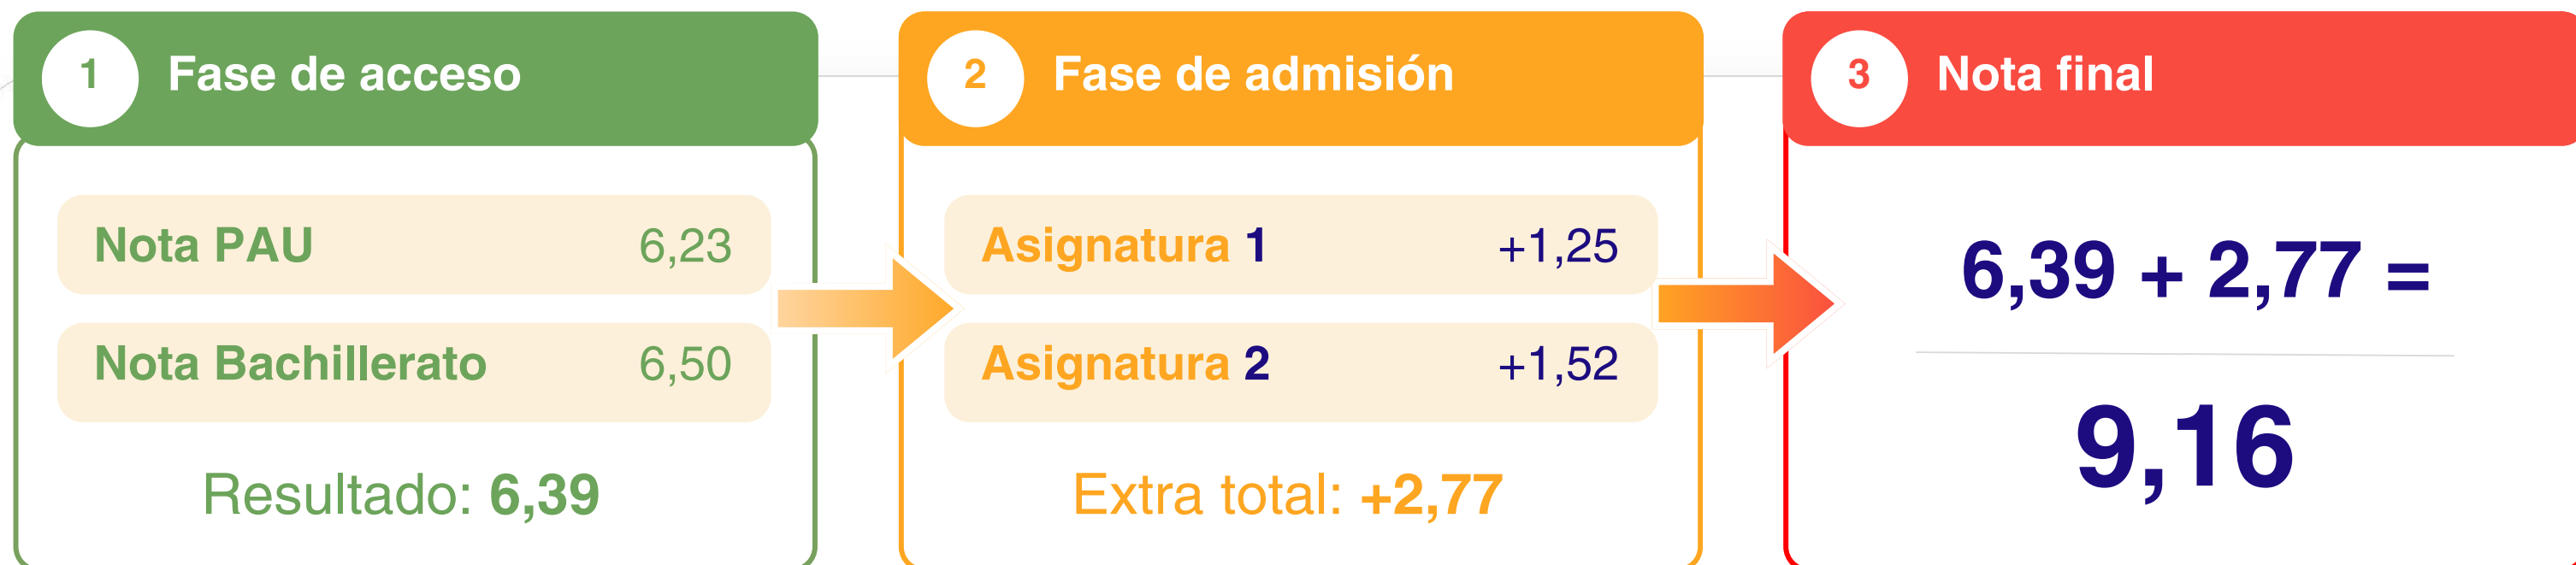 1 Fase de acceso
Nota PAU 6,23
Nota Bachillerato 6,50
Resultado: 6,39
2 Fase de admisión
Asignatura 1 +1,25
Asignatura 2 +1,52
Extra total: +2,77
3 Nota final
6,39 + 2,77 =
9,16